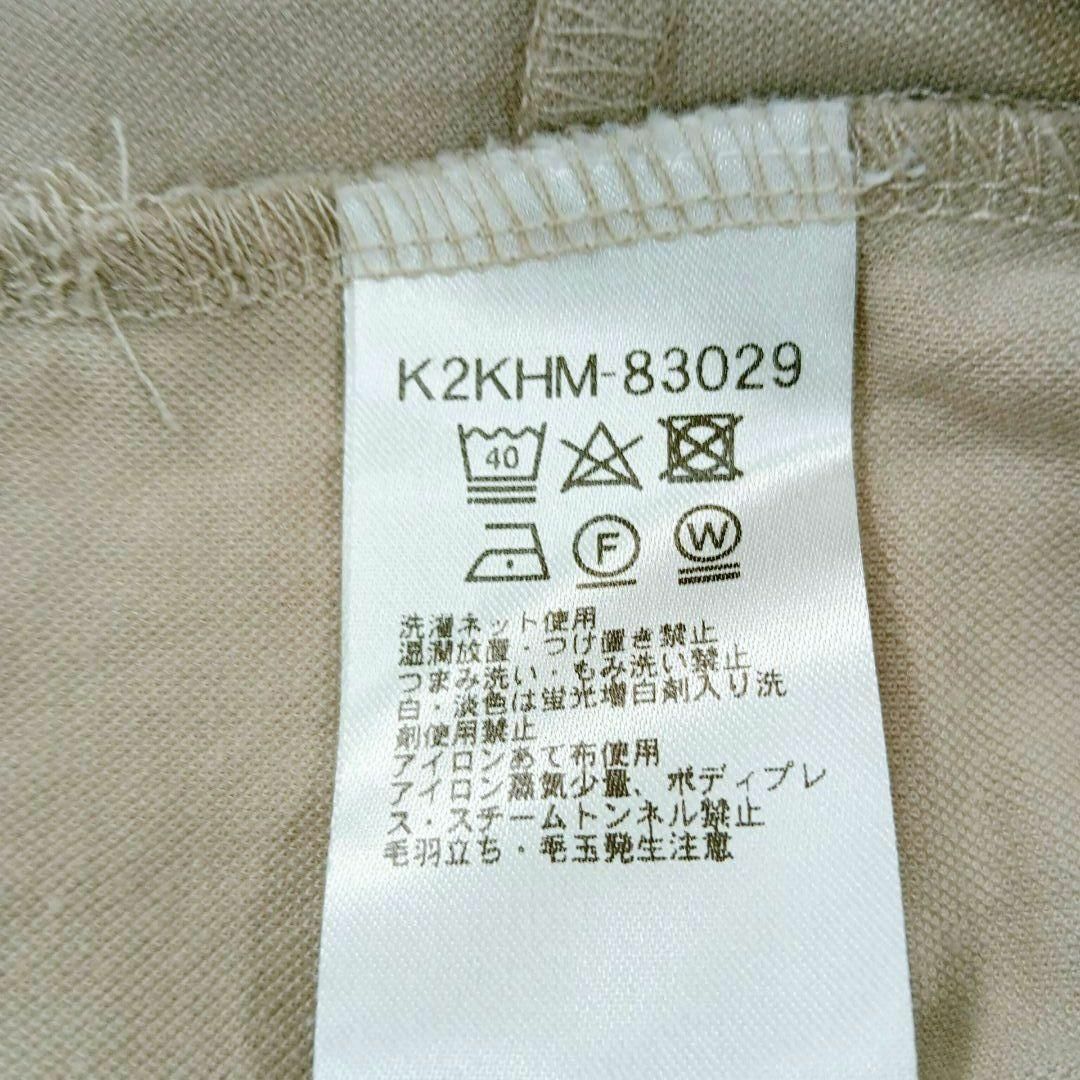 K2KHM-83029
40
F W
洗濯ネット使用
湿潤放置・つけ置き禁止
つまみ洗い・もみ洗い禁止
白・淡色は蛍光増白剤入り洗
剤使用禁止
アイロンあて布使用
アイロン蒸気少量、ボディプレ
ス・スチームトンネル禁止
毛羽立ち・毛玉発生注意